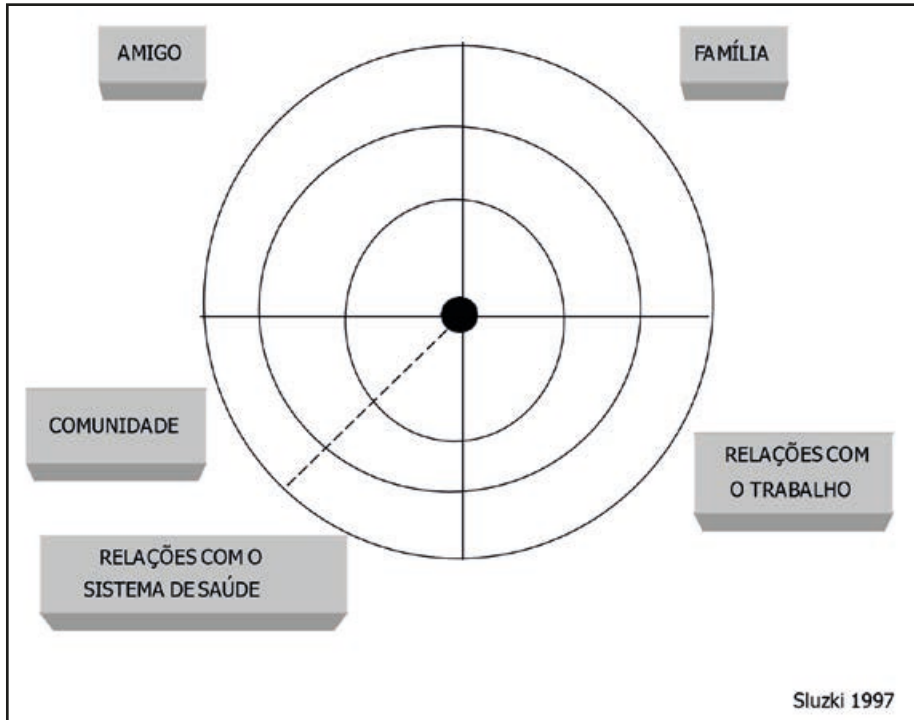 AMIGO
FAMÍLIA
COMUNIDADE
RELAÇÕES COM
O TRABALHO
RELAÇÕES COM O
SISTEMA DE SAÚDE
Sluzki 1997